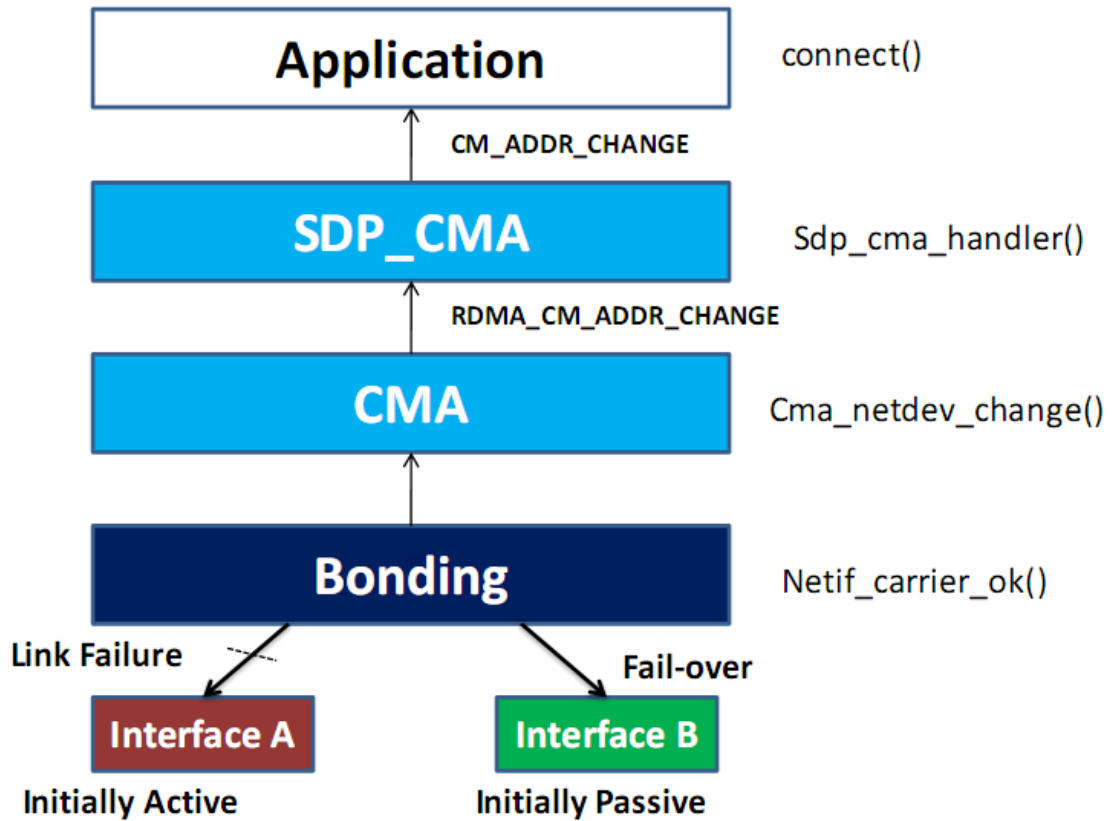 Application
connect()
CM_ADDR_CHANGE
SDP_CMA
Sdp_cma_handler()
RDMA_CM_ADDR_CHANGE
CMA
Cma_netdev_change()
Bonding
Netif_carrier_ok()
Link Failure
Fail-over
Interface A
Interface B
Initially Active
Initially Passive